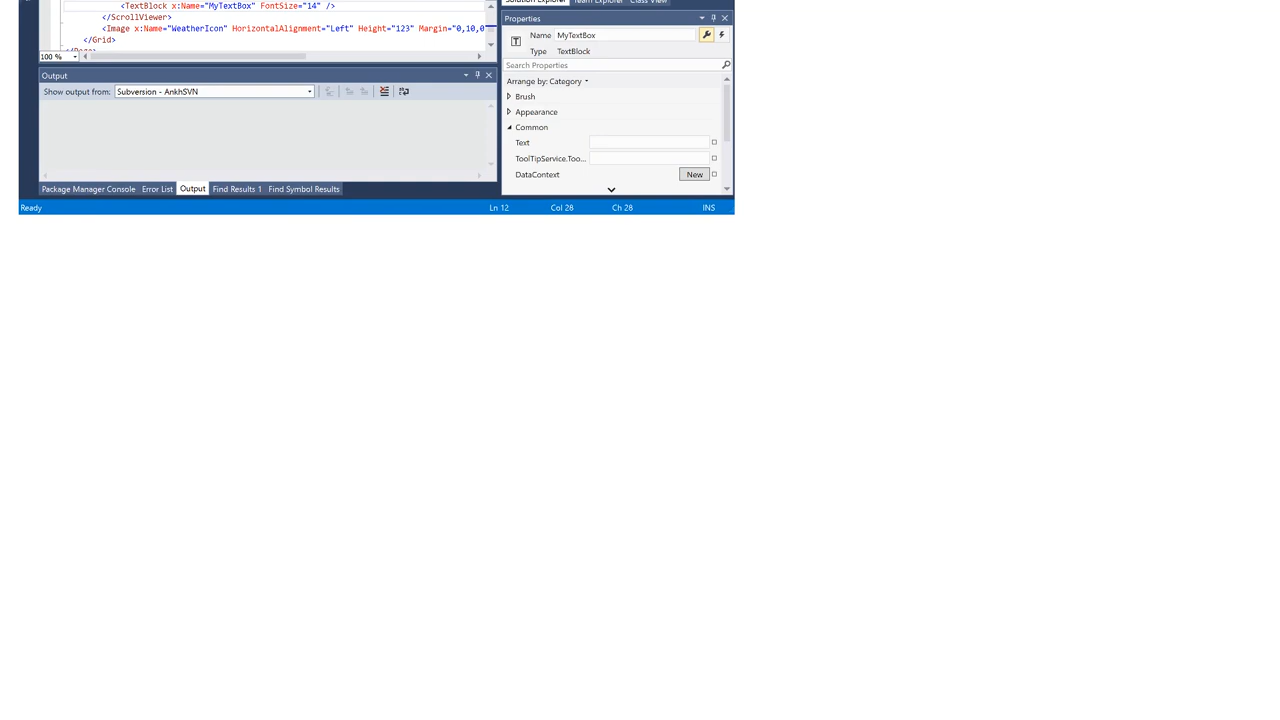 <TextBlock x:Name="MyTextBox" FontSize="14" />
</ScrollViewer>
<Image x:Name="WeatherIcon" HorizontalAlignment="Left" Height="123" Margin="0,10,0
</Grid>
100 %
Output
Show output from: Subversion - AnkhSVN
Package Manager Console Error List Output Find Results 1 Find Symbol Results
Solution Explorer Team Explorer Class View
Properties
Name MyTextBox
Type TextBlock
Search Properties
Arrange by: Category
Brush
Appearance
Common
Text
ToolTipService.Too...
DataContext New
Ready Ln 12 Col 28 Ch 28 INS